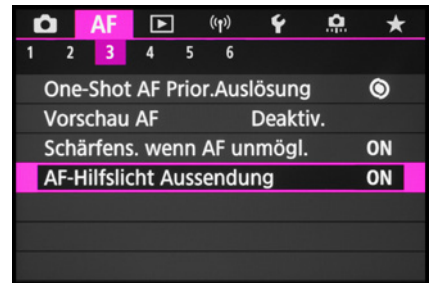 AF
1 2 3 4 5 6
One-Shot AF Prior.Auslösung
Vorschau AF Deaktiv.
Schärfens. wenn AF unmögl. ON
AF-Hilfslicht Aussendung ON